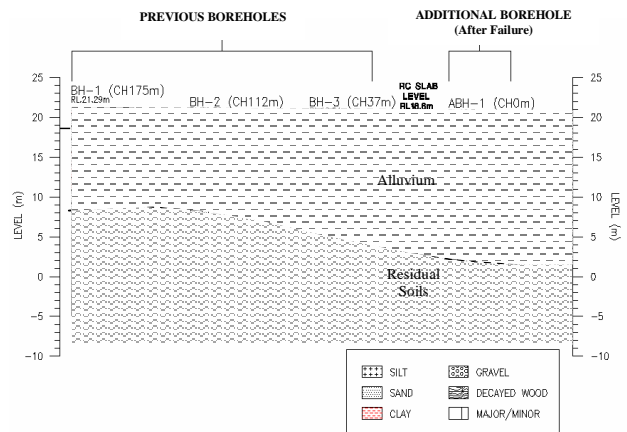 PREVIOUS BOREHOLES
ADDITIONAL BOREHOLE
(After Failure)
25
20
15
10
5
0
−5
−10
LEVEL (m)
BH−1 (CH175m)
RL.21.29m
BH−2 (CH112m)
BH−3 (CH37m)
RC SLAB
LEVEL
RL18.6m
ABH−1 (CH0m)
Alluvium
Residual
Soils
25
20
15
10
5
0
−5
−10
LEVEL (m)
SILT
GRAVEL
SAND
DECAYED WOOD
CLAY
MAJOR/MINOR